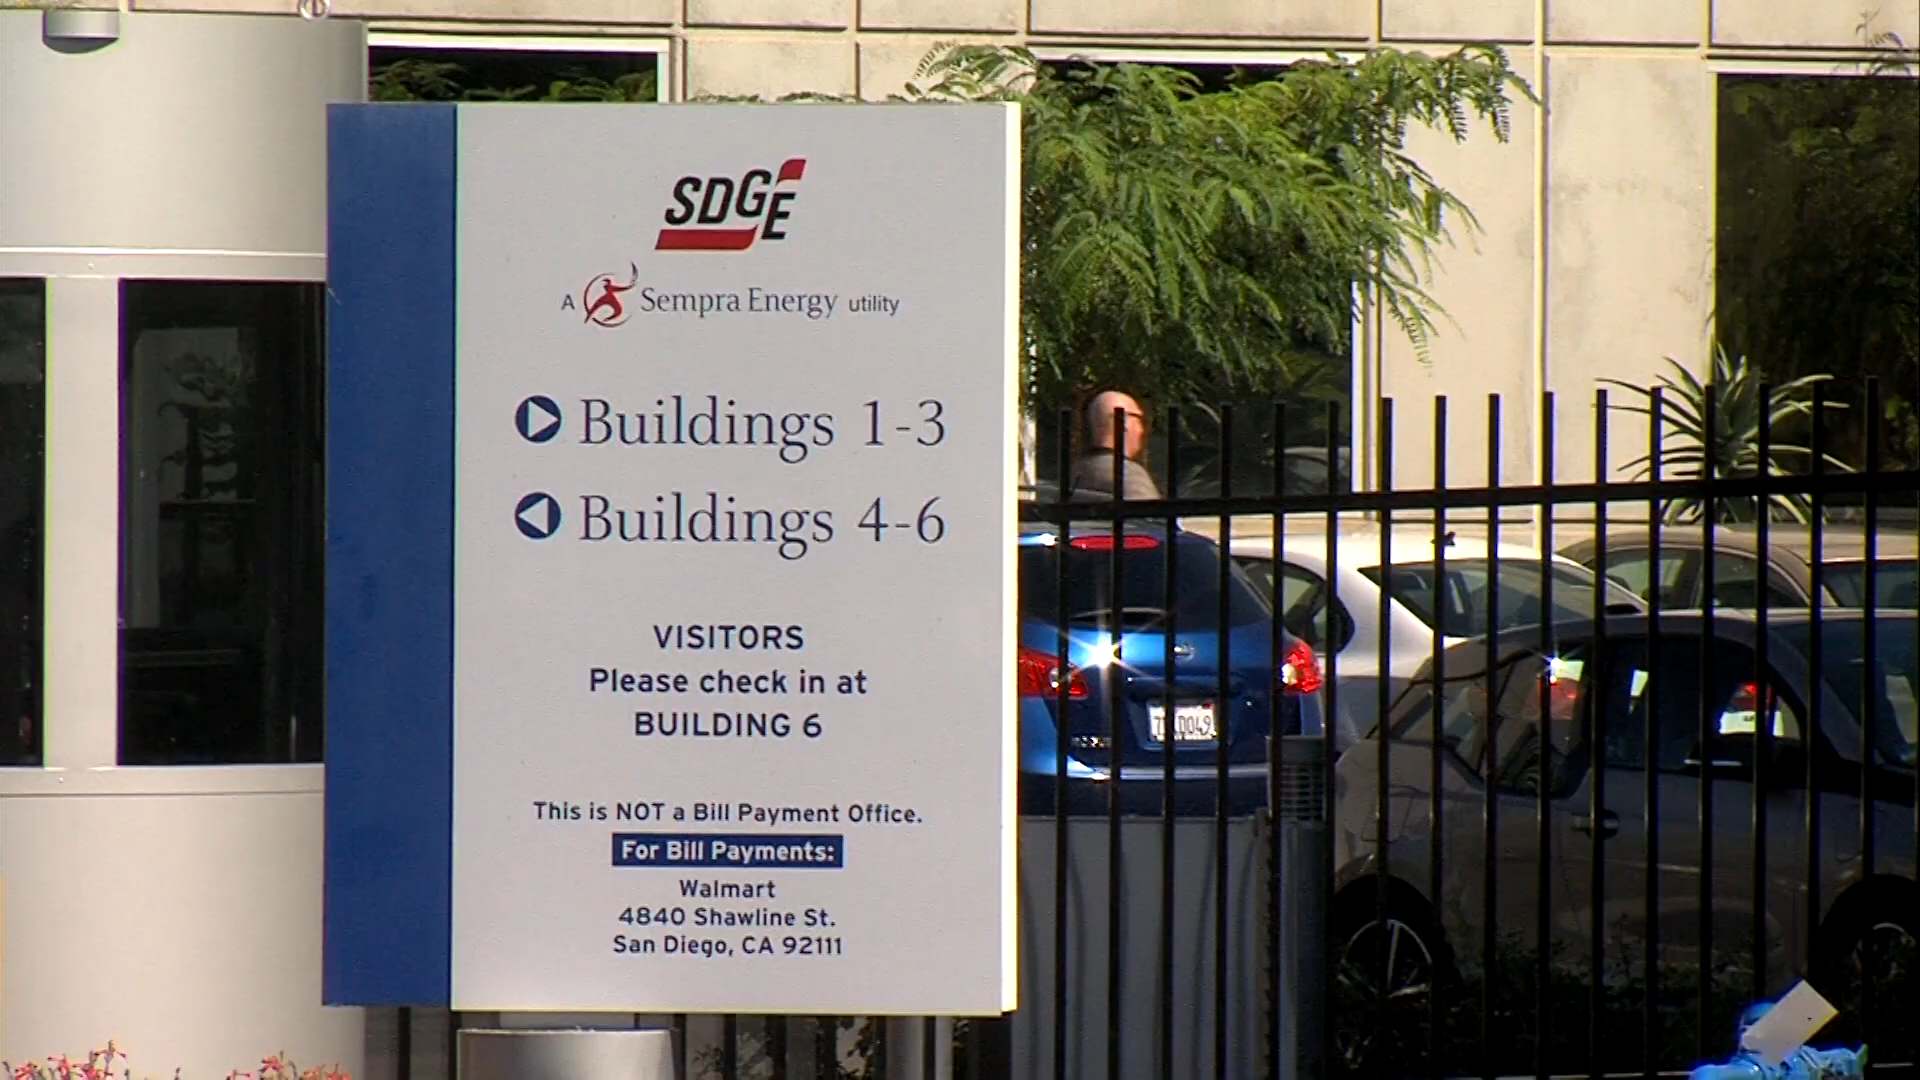 SDGE
A Sempra Energy utility
Buildings 1-3
Buildings 4-6
VISITORS
Please check in at
BUILDING 6
This is NOT a Bill Payment Office.
For Bill Payments:
Walmart
4840 Shawline St.
San Diego, CA 92111